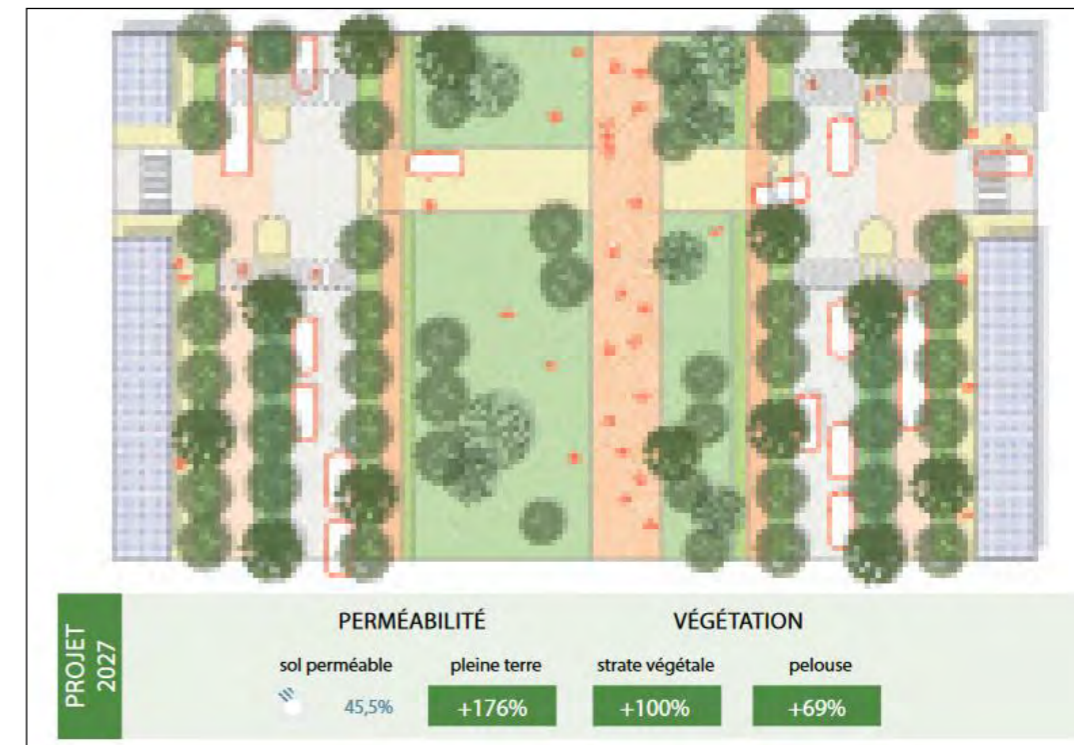 PROJET
2027
PERMÉABILITÉ
VÉGÉTATION
sol perméable
pleine terre
strate végétale
pelouse
45,5%
+176%
+100%
+69%